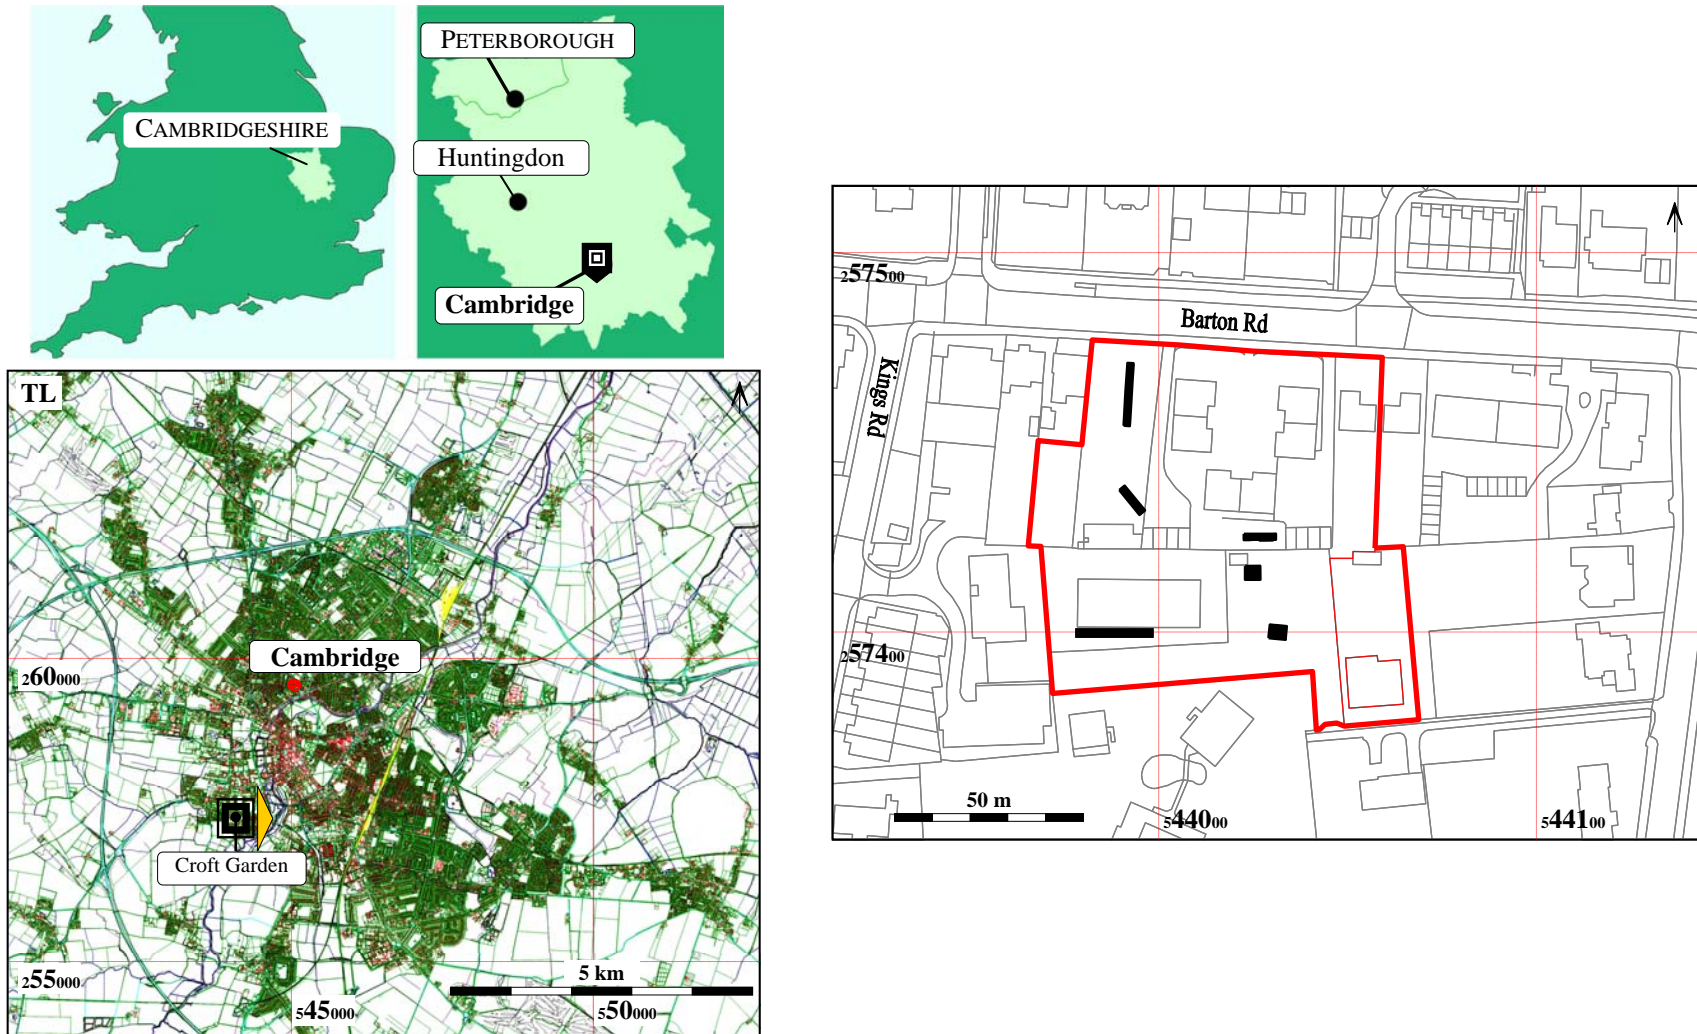 PETERBOROUGH
CAMBRIDGESHIRE
Huntingdon
Cambridge
TL
Cambridge
260000
Croft Garden
255000
545000
5 km
550000
257500
Barton Rd
Kings Rd
257400
50 m
544000
544100